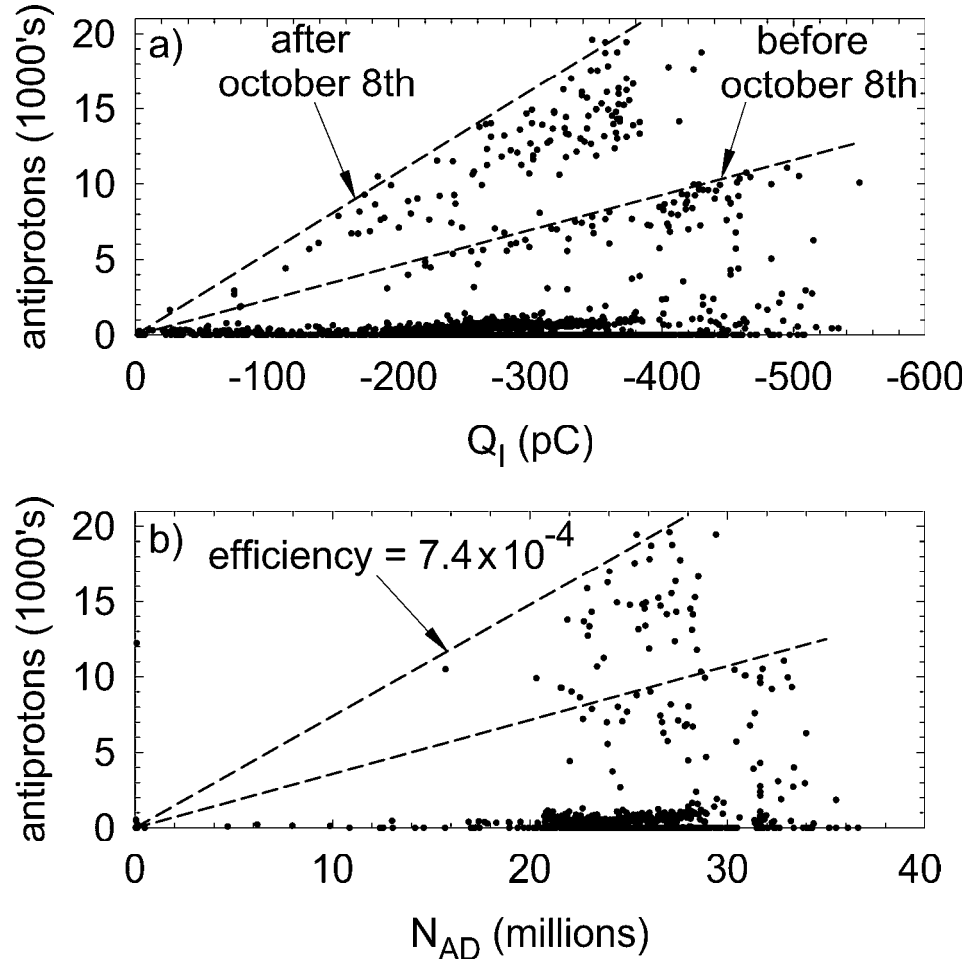 a)
after
october 8th
before
october 8th
antiprotons (1000's)
20
15
10
5
0
0 -100 -200 -300 -400 -500 -600
Q_I (pC)
b)
efficiency = 7.4x10^-4
antiprotons (1000's)
20
15
10
5
0
0 10 20 30 40
N_AD (millions)